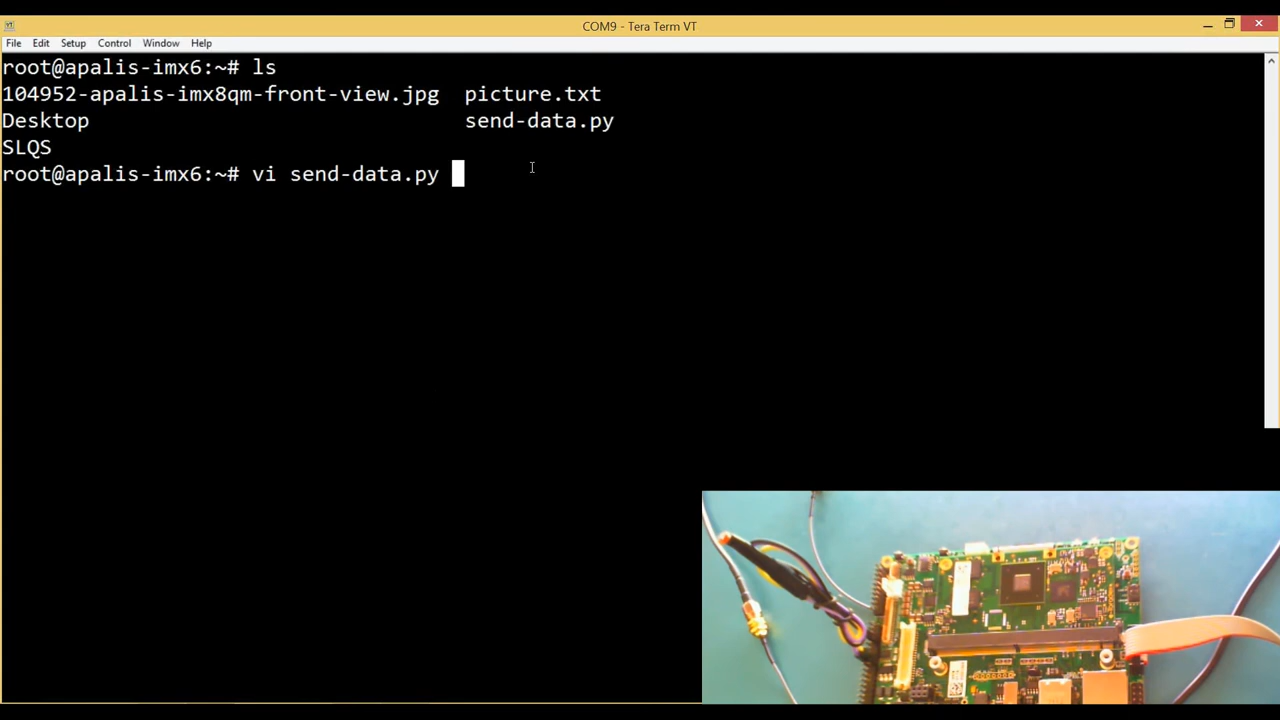 COM9 - Tera Term VT
File Edit Setup Control Window Help
root@apalis-imx6:~# ls
104952-apalis-imx8qm-front-view.jpg picture.txt
Desktop send-data.py
SLQS
root@apalis-imx6:~# vi send-data.py